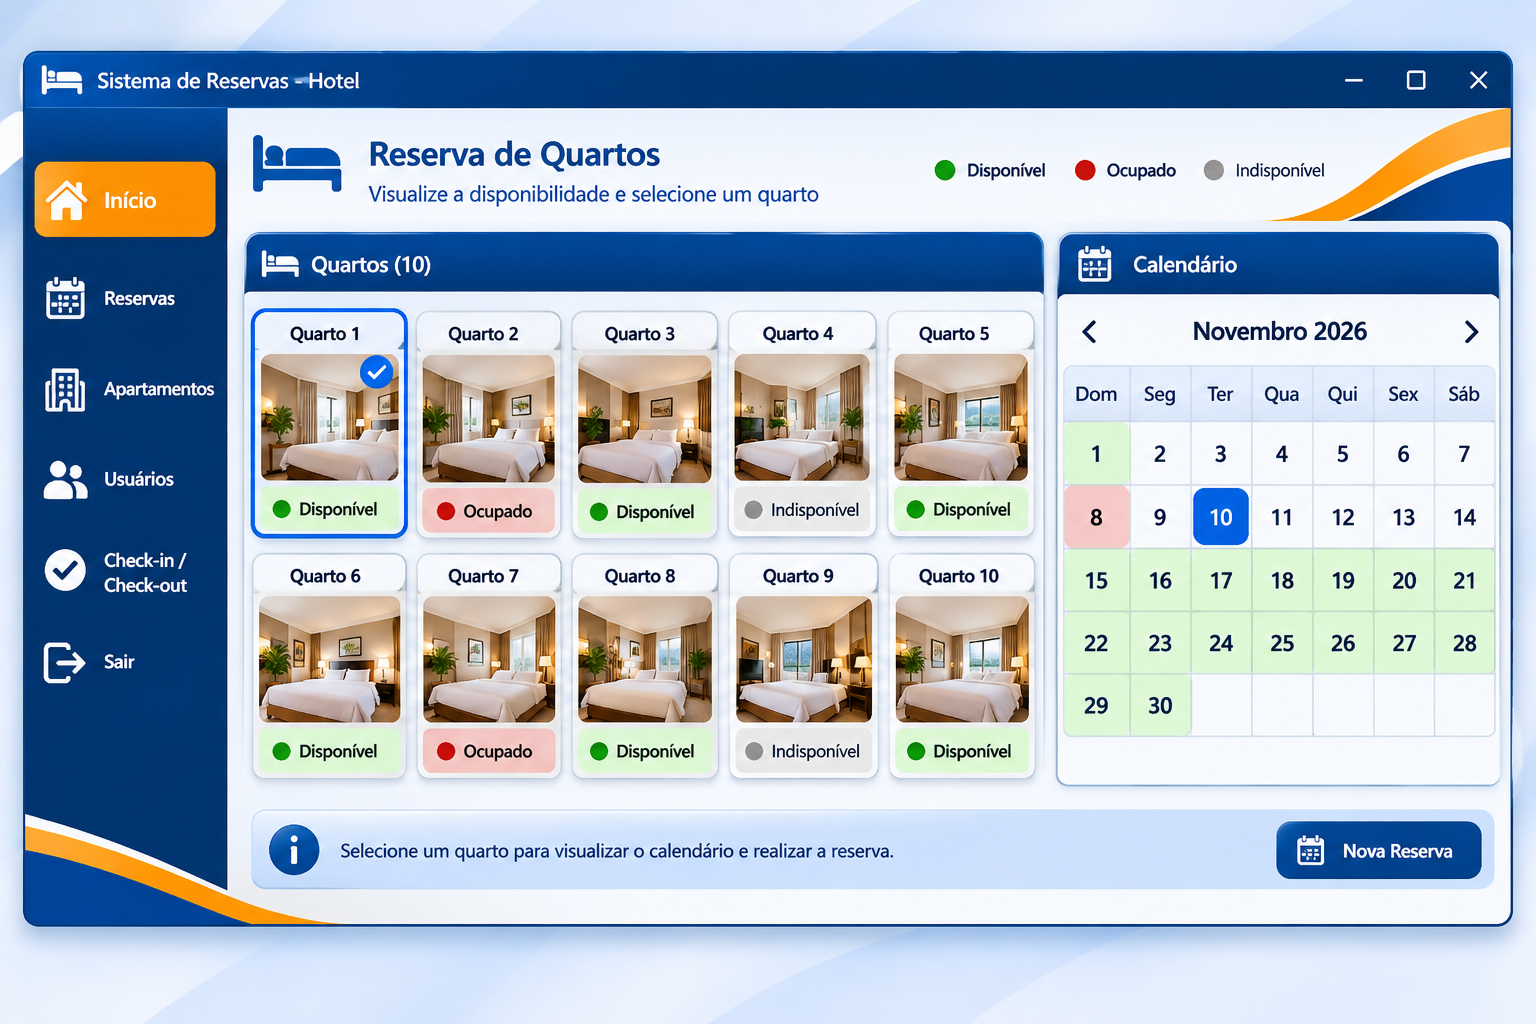 Sistema de Reservas - Hotel
Início
Reservas
Apartamentos
Usuários
Check-in /
Check-out
Sair
Reserva de Quartos
Visualize a disponibilidade e selecione um quarto
Disponível Ocupado Indisponível
Quartos (10)
Quarto 1 Quarto 2 Quarto 3 Quarto 4 Quarto 5
Disponível Ocupado Disponível Indisponível Disponível
Quarto 6 Quarto 7 Quarto 8 Quarto 9 Quarto 10
Disponível Ocupado Disponível Indisponível Disponível
Calendário
Novembro 2026
Dom Seg Ter Qua Qui Sex Sáb
1 2 3 4 5 6 7
8 9 10 11 12 13 14
15 16 17 18 19 20 21
22 23 24 25 26 27 28
29 30
Selecione um quarto para visualizar o calendário e realizar a reserva.
Nova Reserva